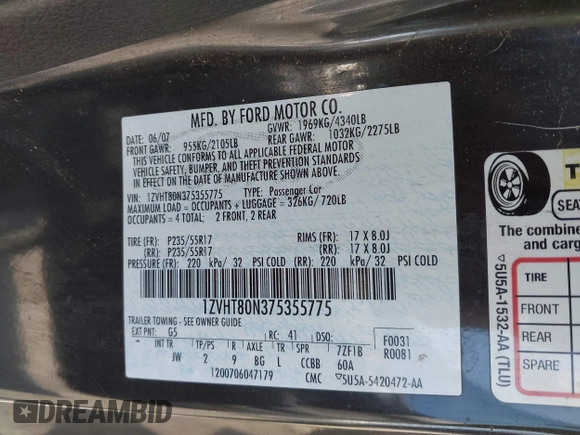 MFD. BY FORD MOTOR CO.
DATE: 06/07 GVWR: 1969KG/4340LB
FRONT GAWR: 955KG/2105LB REAR GAWR: 1032KG/2275LB
THIS VEHICLE CONFORMS TO ALL APPLICABLE FEDERAL MOTOR
VEHICLE SAFETY, BUMPER, AND THEFT PREVENTION STANDARDS
IN EFFECT ON THE DATE OF MANUFACTURE SHOWN ABOVE.
VIN: 1ZVHT80N375355775 TYPE: Passenger Car
MAXIMUM LOAD = OCCUPANTS + LUGGAGE = 326KG/720LB
OCCUPANTS = 4 TOTAL: 2 FRONT, 2 REAR
TIRE (FR): P235/55R17 RIMS (FR): 17 X 8.0J
(RR): P235/55R17 (RR): 17 X 8.0J
PRESSURE (FR): 220 kPa/ 32 PSI COLD (RR): 220 kPa/ 32 PSI COLD
1ZVHT80N375355775
TRAILER TOWING - SEE OWNER GUIDE
EXT PNT: G5 RC: 41 DSO: F0031
INT TR TP/PS R AXLE TR SPR 7ZF1B R0081
JW 2 9 BG L CCBB 60A
1200706047179 CMC 5U5A-5420472-AA
5U5A-1532-AA (TLU)
SEA
The combine
and carg
TIRE
FRONT
REAR
SPARE
DREAMBID